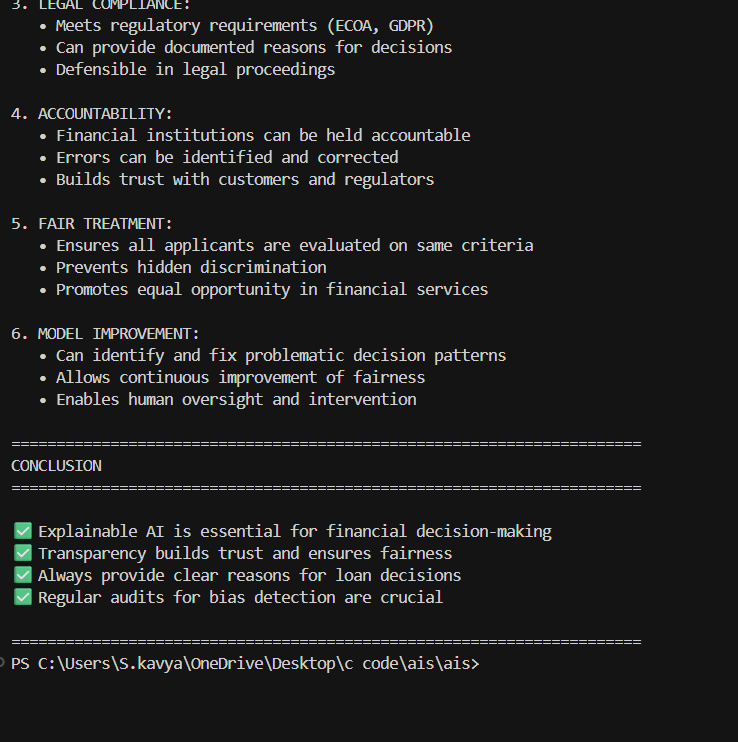 3. LEGAL COMPLIANCE:
• Meets regulatory requirements (ECOA, GDPR)
• Can provide documented reasons for decisions
• Defensible in legal proceedings
4. ACCOUNTABILITY:
• Financial institutions can be held accountable
• Errors can be identified and corrected
• Builds trust with customers and regulators
5. FAIR TREATMENT:
• Ensures all applicants are evaluated on same criteria
• Prevents hidden discrimination
• Promotes equal opportunity in financial services
6. MODEL IMPROVEMENT:
• Can identify and fix problematic decision patterns
• Allows continuous improvement of fairness
• Enables human oversight and intervention
======================================================================
CONCLUSION
======================================================================
✅ Explainable AI is essential for financial decision-making
✅ Transparency builds trust and ensures fairness
✅ Always provide clear reasons for loan decisions
✅ Regular audits for bias detection are crucial
======================================================================
PS C:\Users\S.kavya\OneDrive\Desktop\c code\ais\ais>